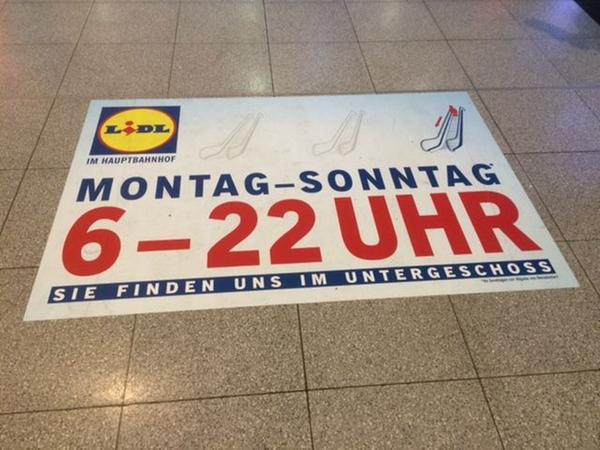 LiDL
IM HAUPTBAHNHOF
MONTAG–SONNTAG*
6–22 UHR
SIE FINDEN UNS IM UNTERGESCHOSS